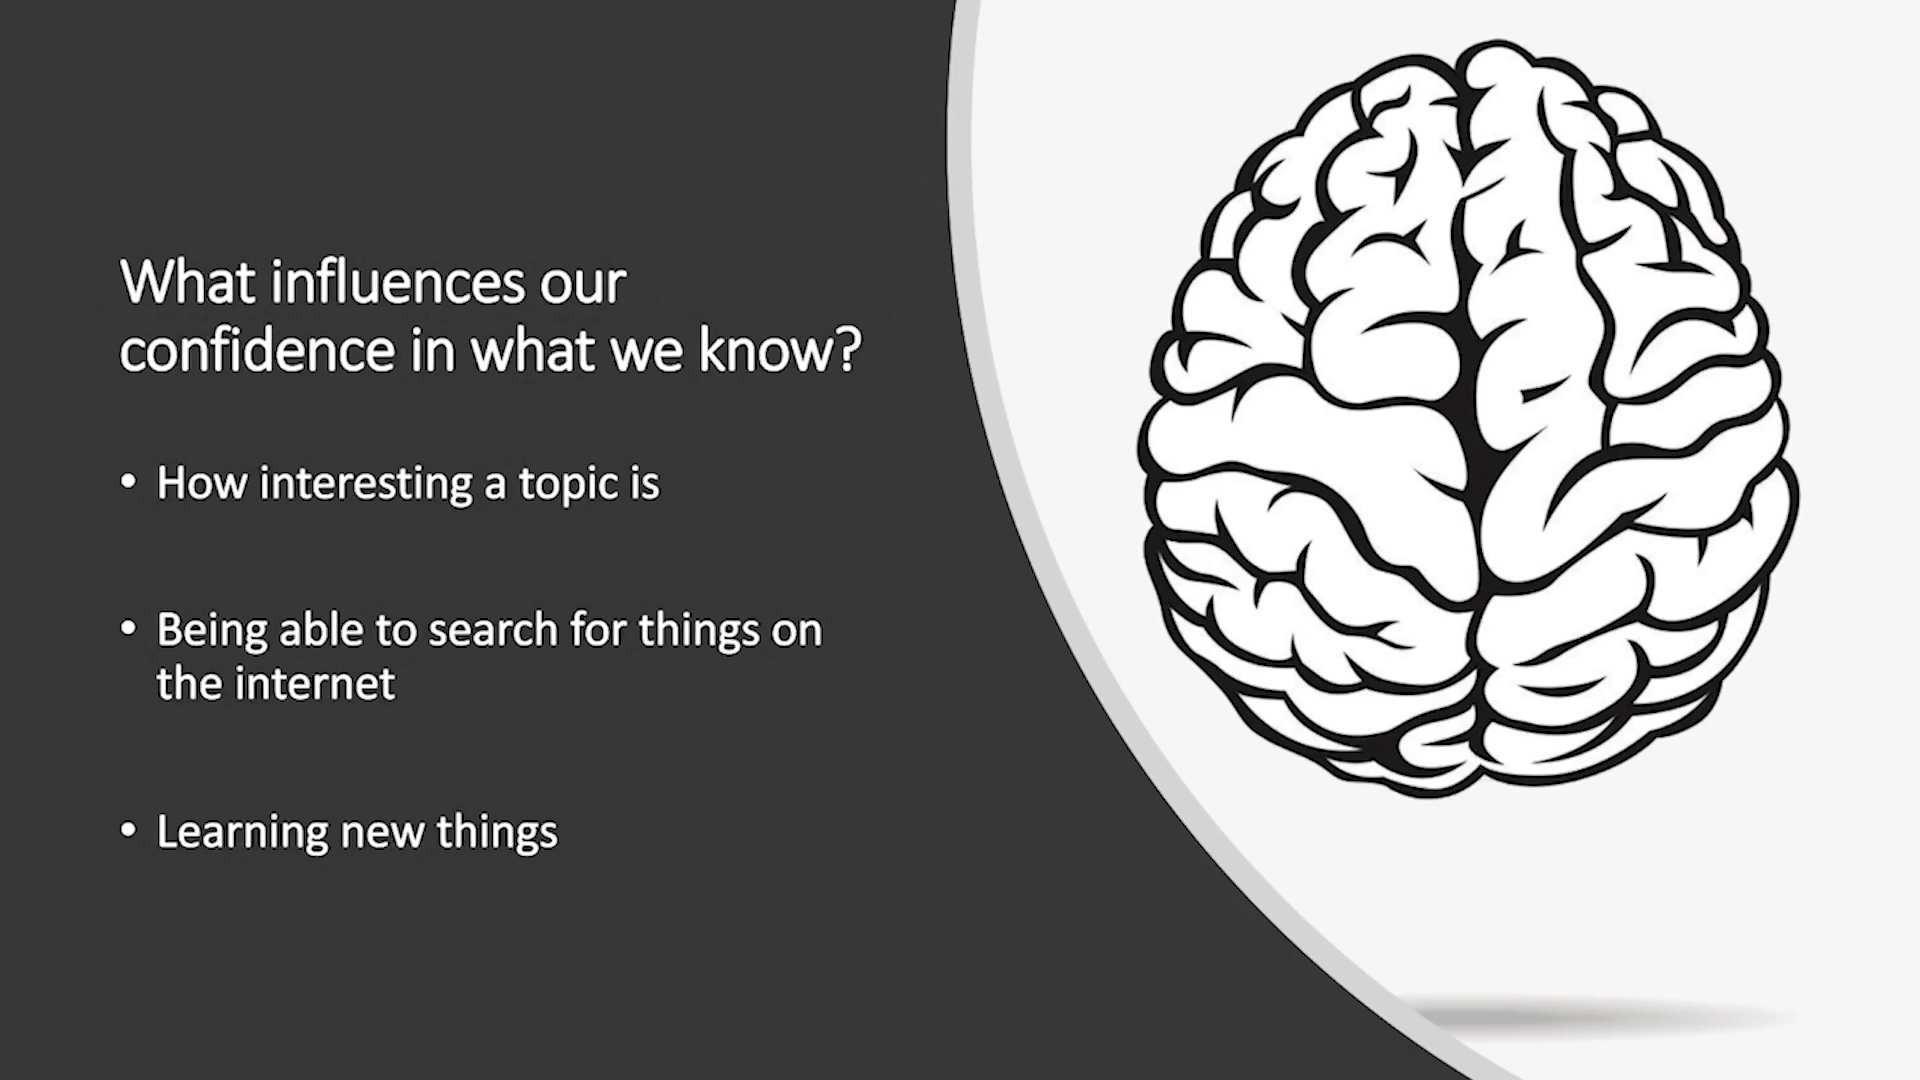 What influences our
confidence in what we know?
• How interesting a topic is
• Being able to search for things on
the internet
• Learning new things